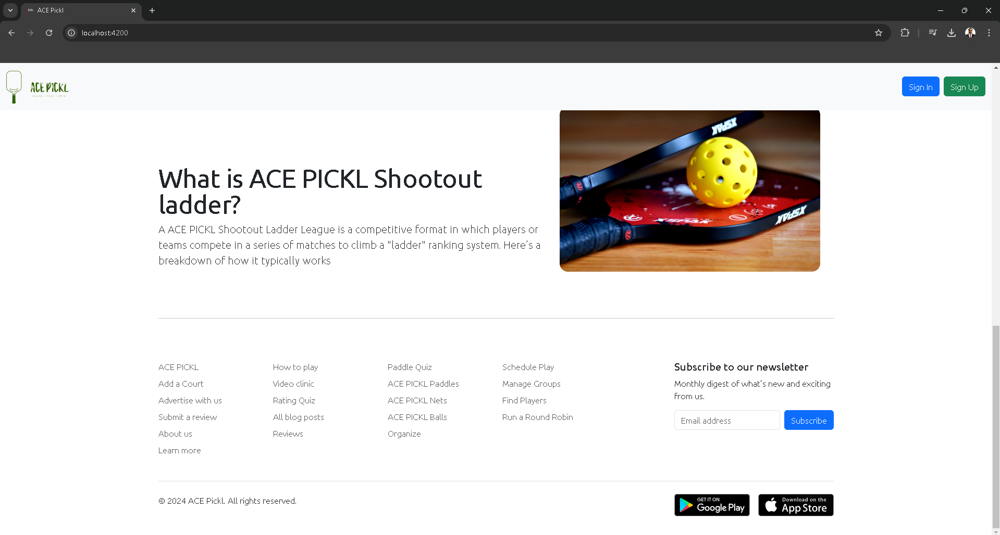 ACE Pickl
localhost:4200
ACE PICKL
SMASH | DINK | SPIN
Sign In
Sign Up
What is ACE PICKL Shootout
ladder?
A ACE PICKL Shootout Ladder League is a competitive format in which players or
teams compete in a series of matches to climb a "ladder" ranking system. Here’s a
breakdown of how it typically works
XSPAK
XSPAK
XSPAK
ACE PICKL
Add a Court
Advertise with us
Submit a review
About us
Learn more
How to play
Video clinic
Rating Quiz
All blog posts
Reviews
Paddle Quiz
ACE PICKL Paddles
ACE PICKL Nets
ACE PICKL Balls
Organize
Schedule Play
Manage Groups
Find Players
Run a Round Robin
Subscribe to our newsletter
Monthly digest of what's new and exciting
from us.
Email address
Subscribe
© 2024 ACE Pickl. All rights reserved.
GET IT ON
Google Play
Download on the
App Store